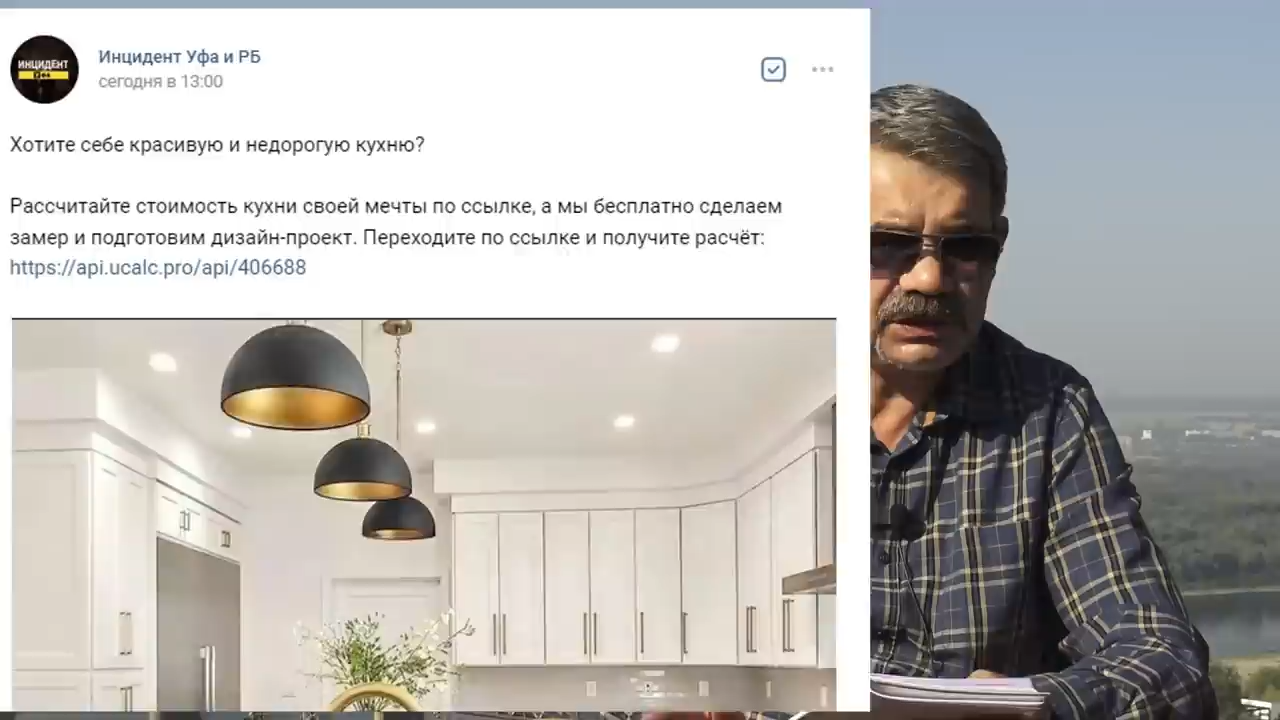 ИНЦИДЕНТ
Уфа
Инцидент Уфа и РБ
сегодня в 13:00
Хотите себе красивую и недорогую кухню?
Рассчитайте стоимость кухни своей мечты по ссылке, а мы бесплатно сделаем
замер и подготовим дизайн-проект. Переходите по ссылке и получите расчёт:
https://api.ucalc.pro/api/406688